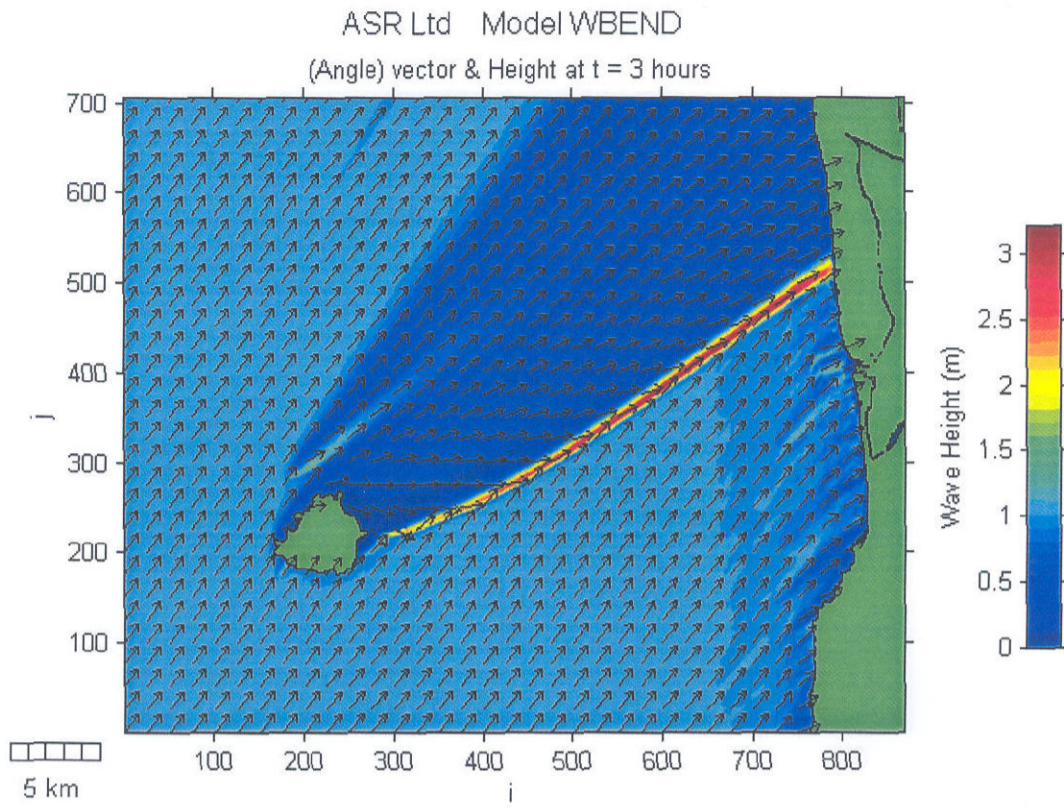 ASR Ltd Model WBEND
(Angle) vector & Height at t = 3 hours
700
600
500
400
300
200
100
j
100 200 300 400 500 600 700 800
i
5 km
3
2.5
2
1.5
1
0.5
0
Wave Height (m)